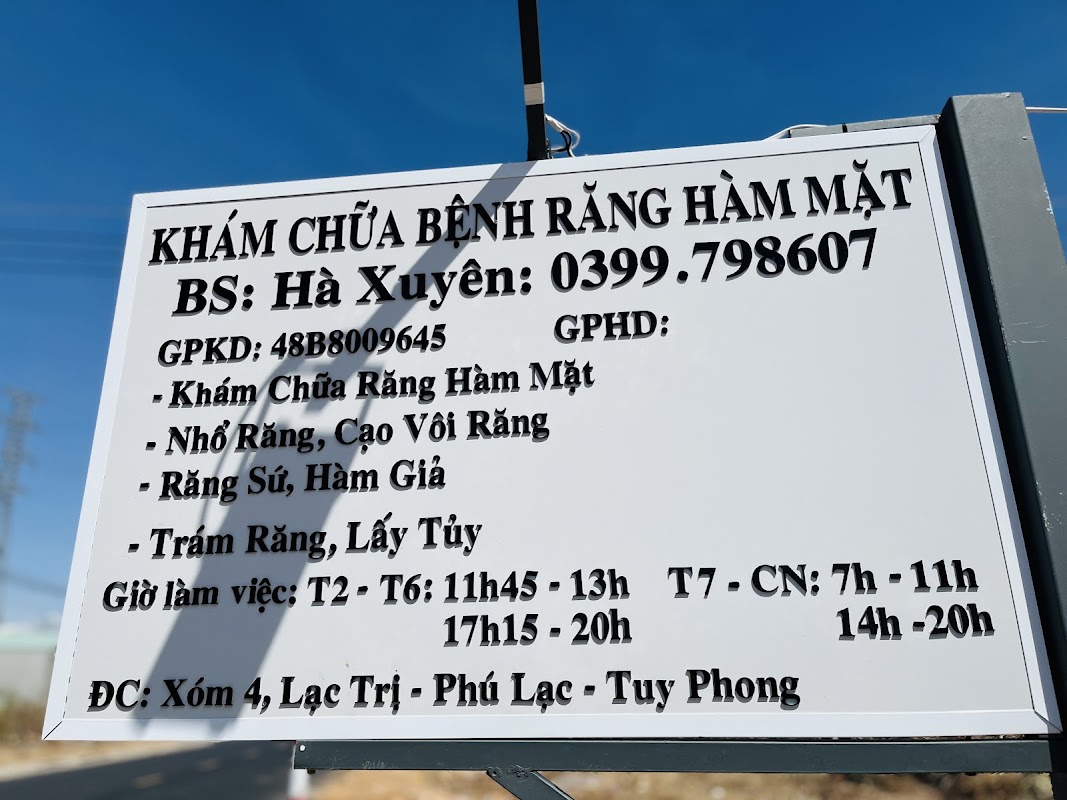 KHÁM CHỮA BỆNH RĂNG HÀM MẶT
BS: Hà Xuyên: 0399.798607
GPKD: 48B8009645 GPHD:
- Khám Chữa Răng Hàm Mặt
- Nhổ Răng, Cạo Vôi Răng
- Răng Sứ, Hàm Giả
- Trám Răng, Lấy Tủy
Giờ làm việc: T2 - T6: 11h45 - 13h T7 - CN: 7h - 11h
17h15 - 20h 14h -20h
ĐC: Xóm 4, Lạc Trị - Phú Lạc - Tuy Phong